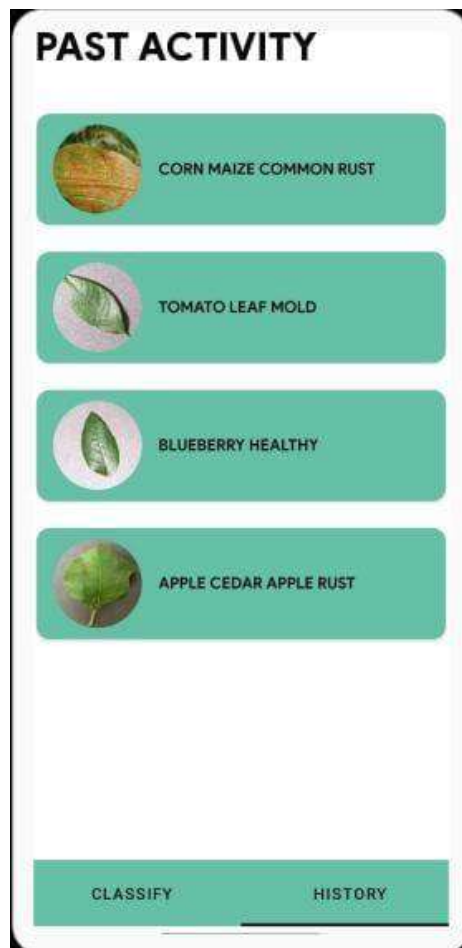 PAST ACTIVITY
CORN MAIZE COMMON RUST
TOMATO LEAF MOLD
BLUEBERRY HEALTHY
APPLE CEDAR APPLE RUST
CLASSIFY HISTORY